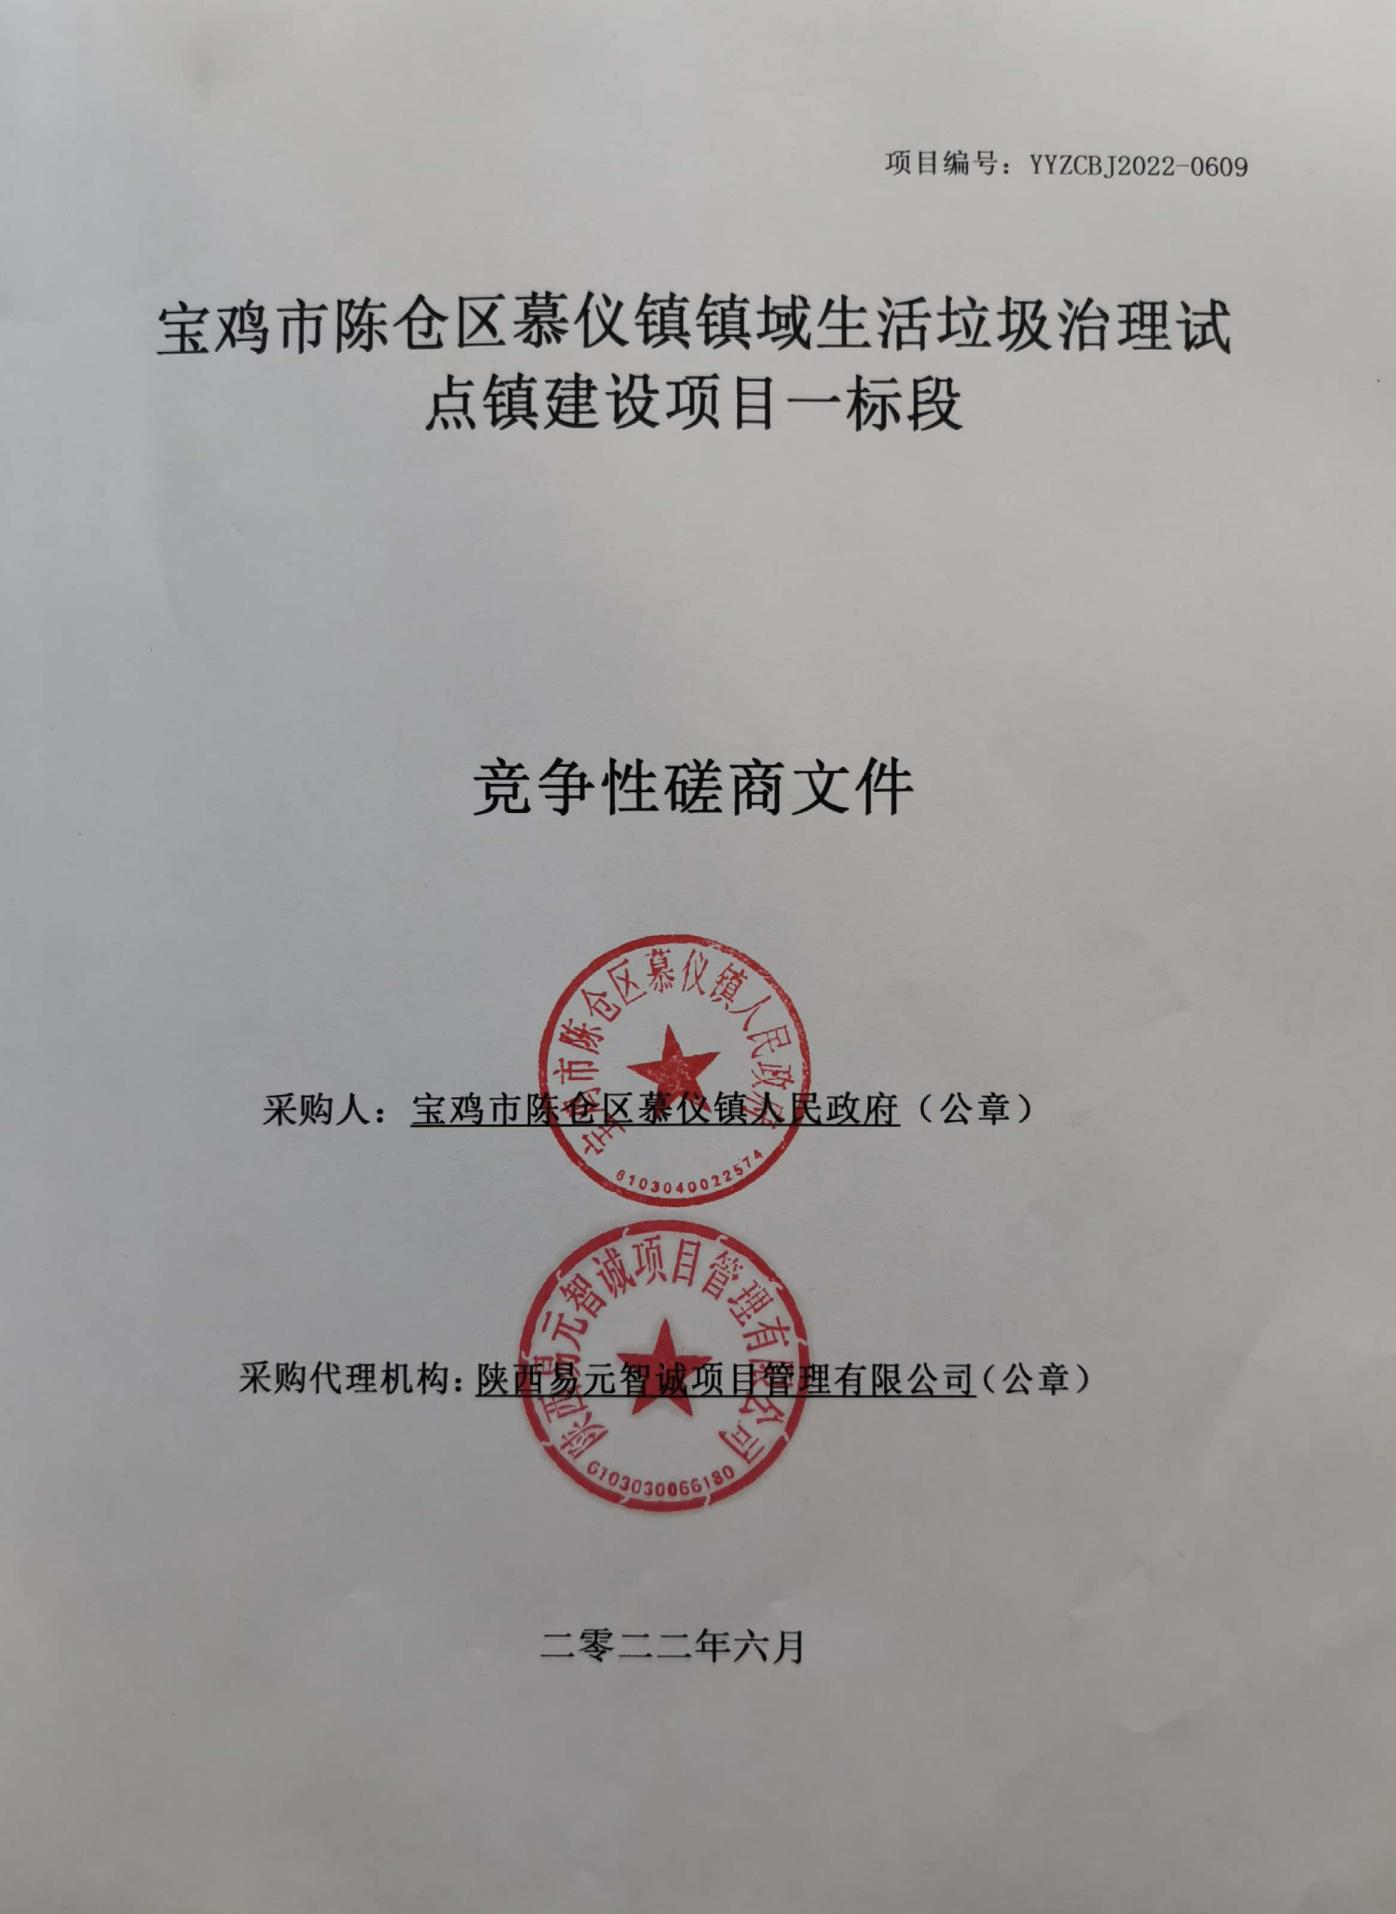 项目编号：YYZCBJ2022-0609
宝鸡市陈仓区慕仪镇镇域生活垃圾治理试
点镇建设项目一标段
竞争性磋商文件
宝鸡市陈仓区慕仪镇人民政府
采购人：宝鸡市陈仓区慕仪镇人民政府（公章）
6103040022574
陕西易元智诚项目管理有限公司
采购代理机构：陕西易元智诚项目管理有限公司（公章）
6103030066180
二零二二年六月